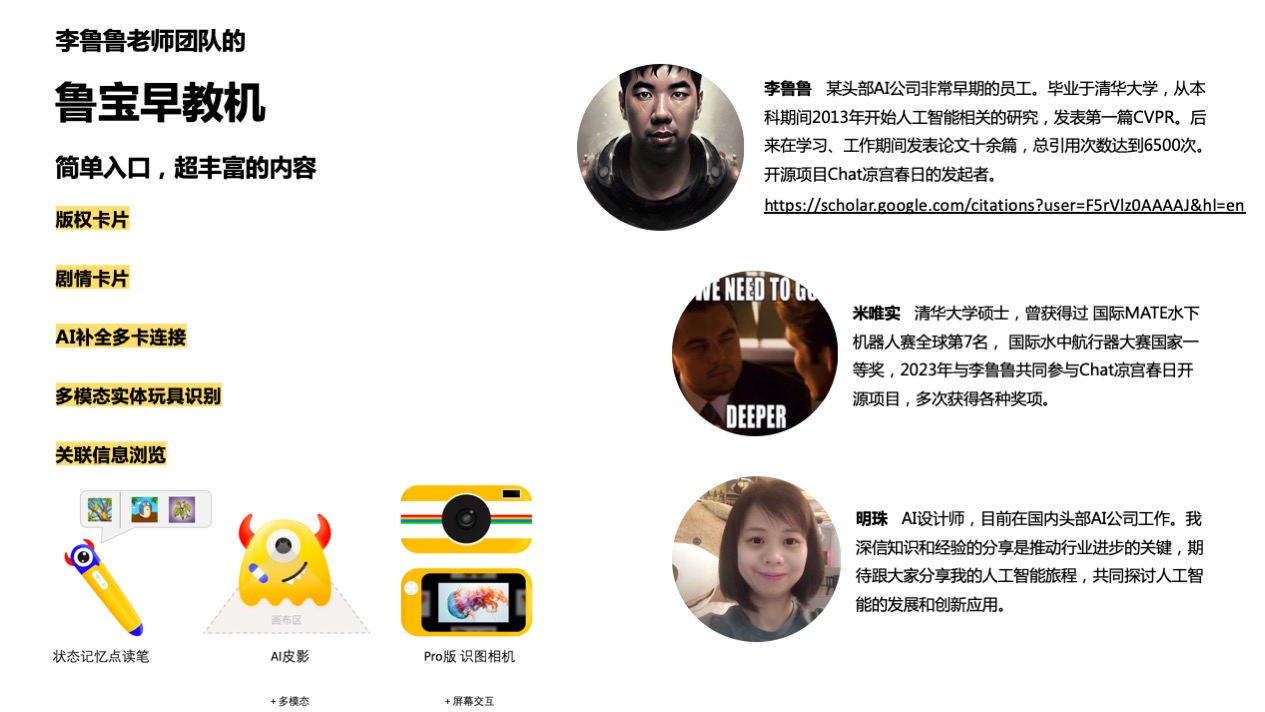 李鲁鲁老师团队的
鲁宝早教机
简单入口，超丰富的内容
版权卡片
剧情卡片
AI补全多卡连接
多模态实体玩具识别
关联信息浏览
画布区
状态记忆点读笔
AI皮影
Pro版 识图相机
+ 多模态
+ 屏幕交互
李鲁鲁 某头部AI公司非常早期的员工。毕业于清华大学，从本
科期间2013年开始人工智能相关的研究，发表第一篇CVPR。后
来在学习、工作期间发表论文十余篇，总引用次数达到6500次。
开源项目Chat凉宫春日的发起者。
https://scholar.google.com/citations?user=F5rVlz0AAAAJ&hl=en
WE NEED TO GO
DEEPER
米唯实 清华大学硕士，曾获得过 国际MATE水下
机器人赛全球第7名， 国际水中航行器大赛国家一
等奖，2023年与李鲁鲁共同参与Chat凉宫春日开
源项目，多次获得各种奖项。
明珠 AI设计师，目前在国内头部AI公司工作。我
深信知识和经验的分享是推动行业进步的关键，期
待跟大家分享我的人工智能旅程，共同探讨人工智
能的发展和创新应用。